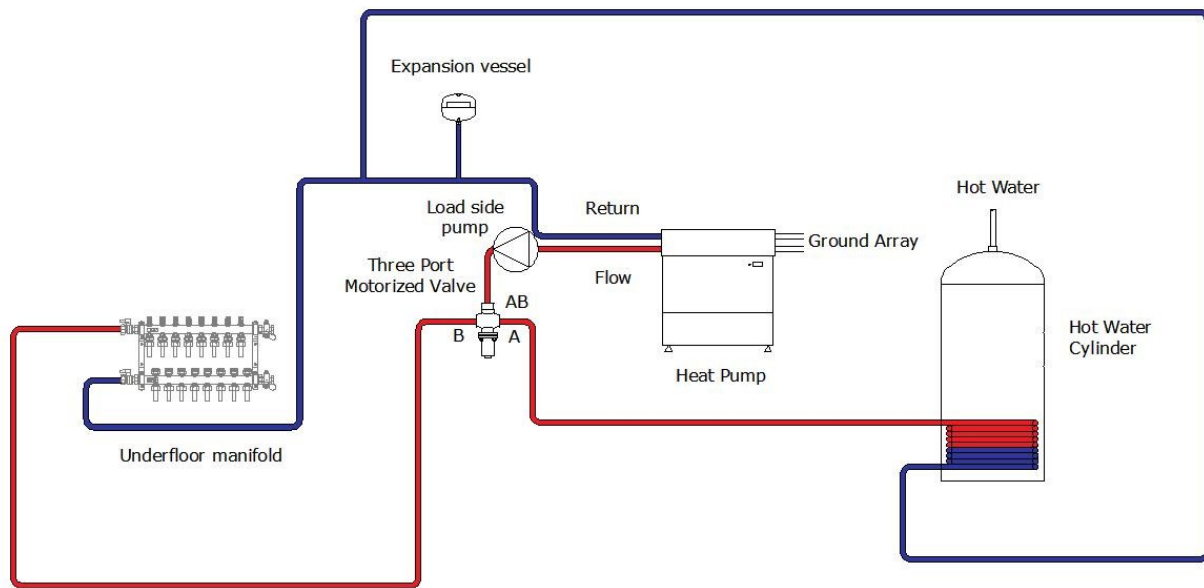 Expansion vessel
Hot Water
Load side
pump
Return
Ground Array
Three Port
Motorized Valve
Flow
AB
B
A
Hot Water
Cylinder
Heat Pump
Underfloor manifold